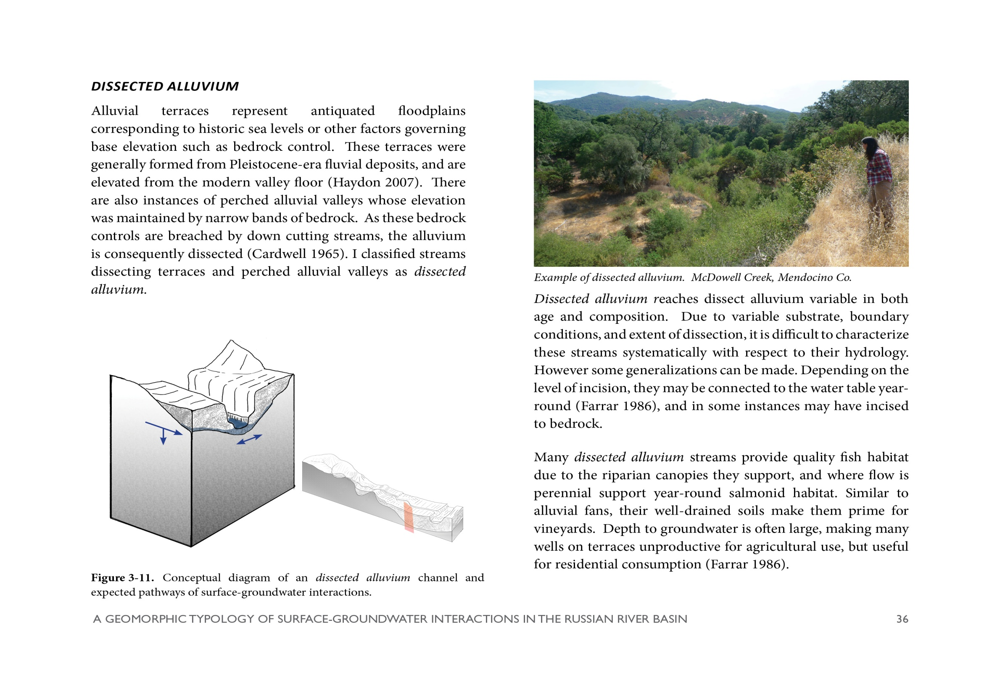 DISSECTED ALLUVIUM
Alluvial terraces represent antiquated floodplains
corresponding to historic sea levels or other factors governing
base elevation such as bedrock control. These terraces were
generally formed from Pleistocene-era fluvial deposits, and are
elevated from the modern valley floor (Haydon 2007). There
are also instances of perched alluvial valleys whose elevation
was maintained by narrow bands of bedrock. As these bedrock
controls are breached by down cutting streams, the alluvium
is consequently dissected (Cardwell 1965). I classified streams
dissecting terraces and perched alluvial valleys as dissected
alluvium.
Figure 3-11. Conceptual diagram of an dissected alluvium channel and
expected pathways of surface-groundwater interactions.
Example of dissected alluvium. McDowell Creek, Mendocino Co.
Dissected alluvium reaches dissect alluvium variable in both
age and composition. Due to variable substrate, boundary
conditions, and extent of dissection, it is difficult to characterize
these streams systematically with respect to their hydrology.
However some generalizations can be made. Depending on the
level of incision, they may be connected to the water table year-
round (Farrar 1986), and in some instances may have incised
to bedrock.
Many dissected alluvium streams provide quality fish habitat
due to the riparian canopies they support, and where flow is
perennial support year-round salmonid habitat. Similar to
alluvial fans, their well-drained soils make them prime for
vineyards. Depth to groundwater is often large, making many
wells on terraces unproductive for agricultural use, but useful
for residential consumption (Farrar 1986).
A GEOMORPHIC TYPOLOGY OF SURFACE-GROUNDWATER INTERACTIONS IN THE RUSSIAN RIVER BASIN
36